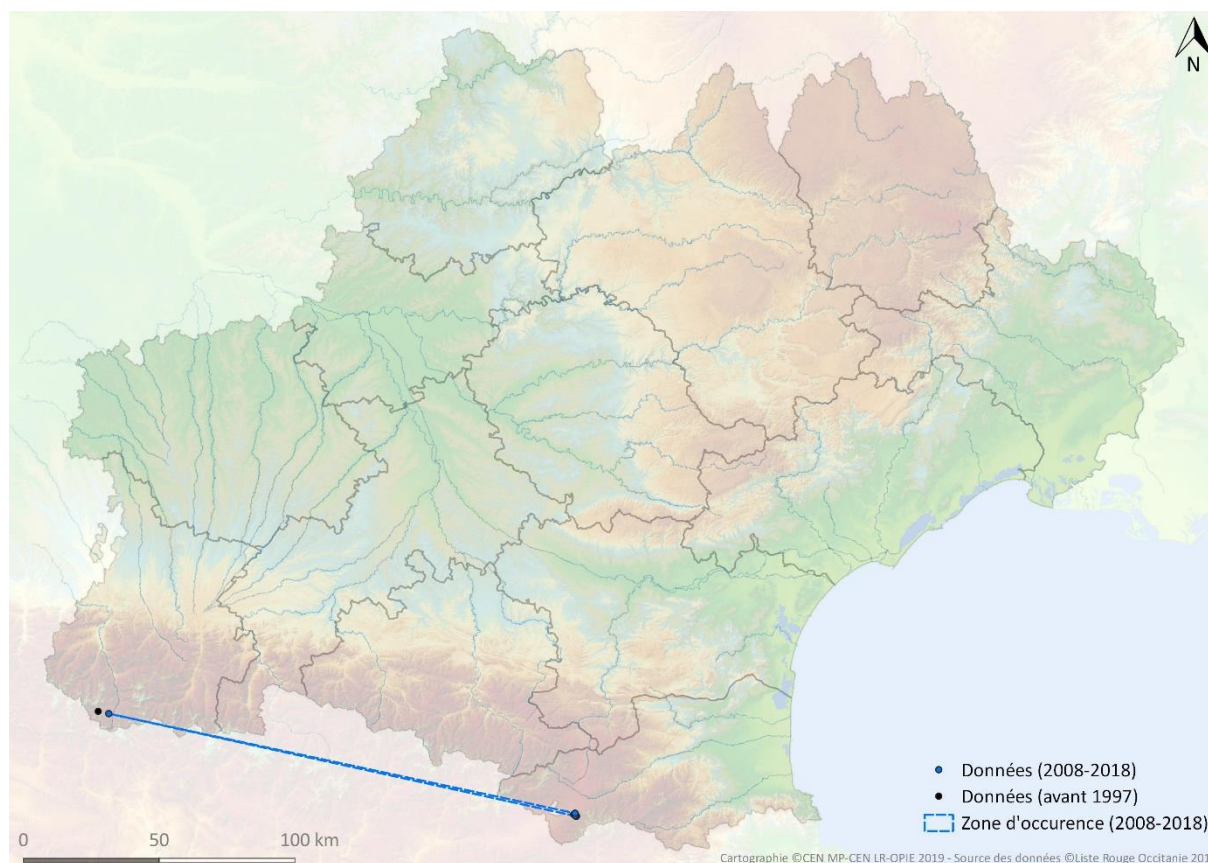 N
Données (2008-2018)
Données (avant 1997)
Zone d'occurence (2008-2018)
0 50 100 km
Cartographie ©CEN MP-CEN LR-OPIE 2019 - Source des données ©Liste Rouge Occitanie 201